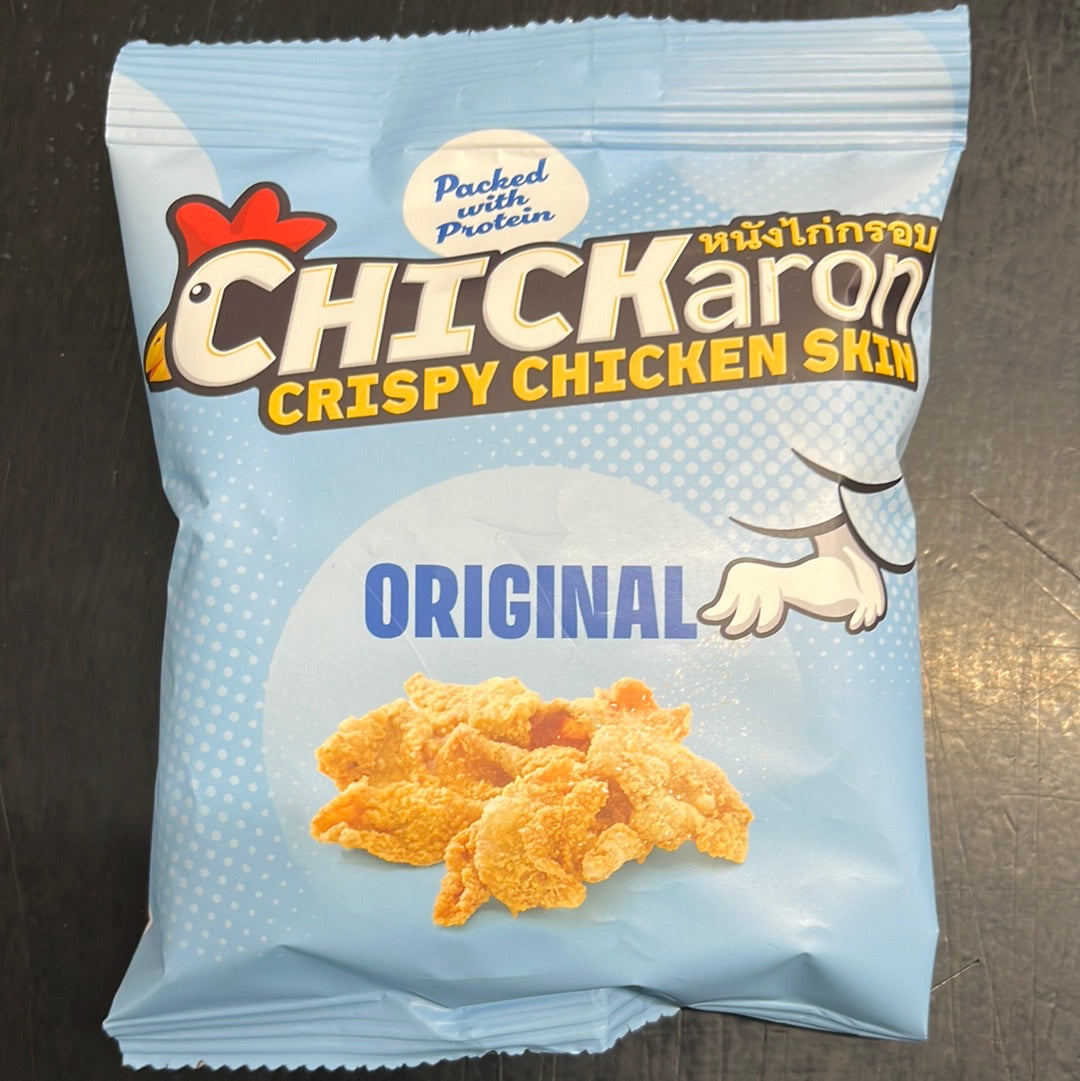 Packed
with
Protein
หนังไก่กรอบ
CHICKaron
CRISPY CHICKEN SKIN
ORIGINAL